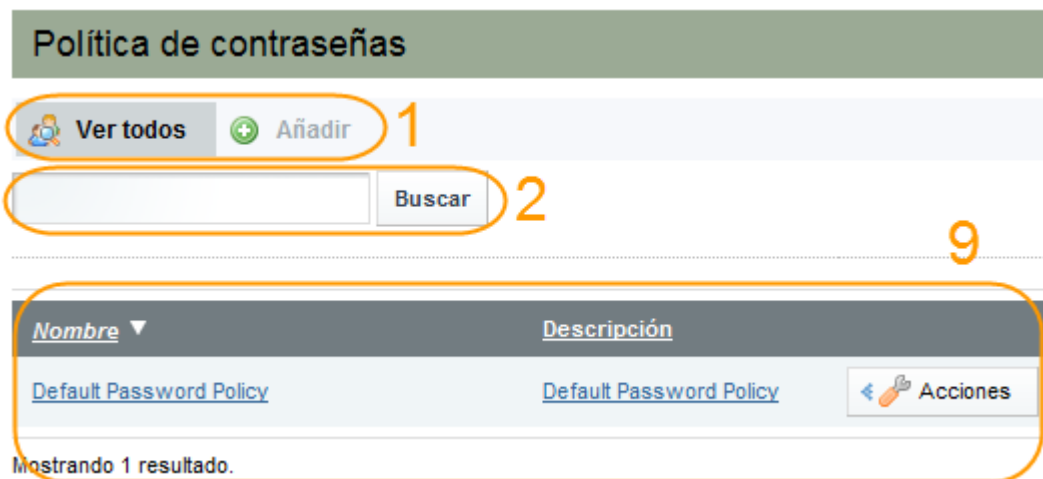 Política de contraseñas
Ver todos Añadir 1
Buscar 2
9
Nombre Descripción
Default Password Policy Default Password Policy Acciones
Mostrando 1 resultado.